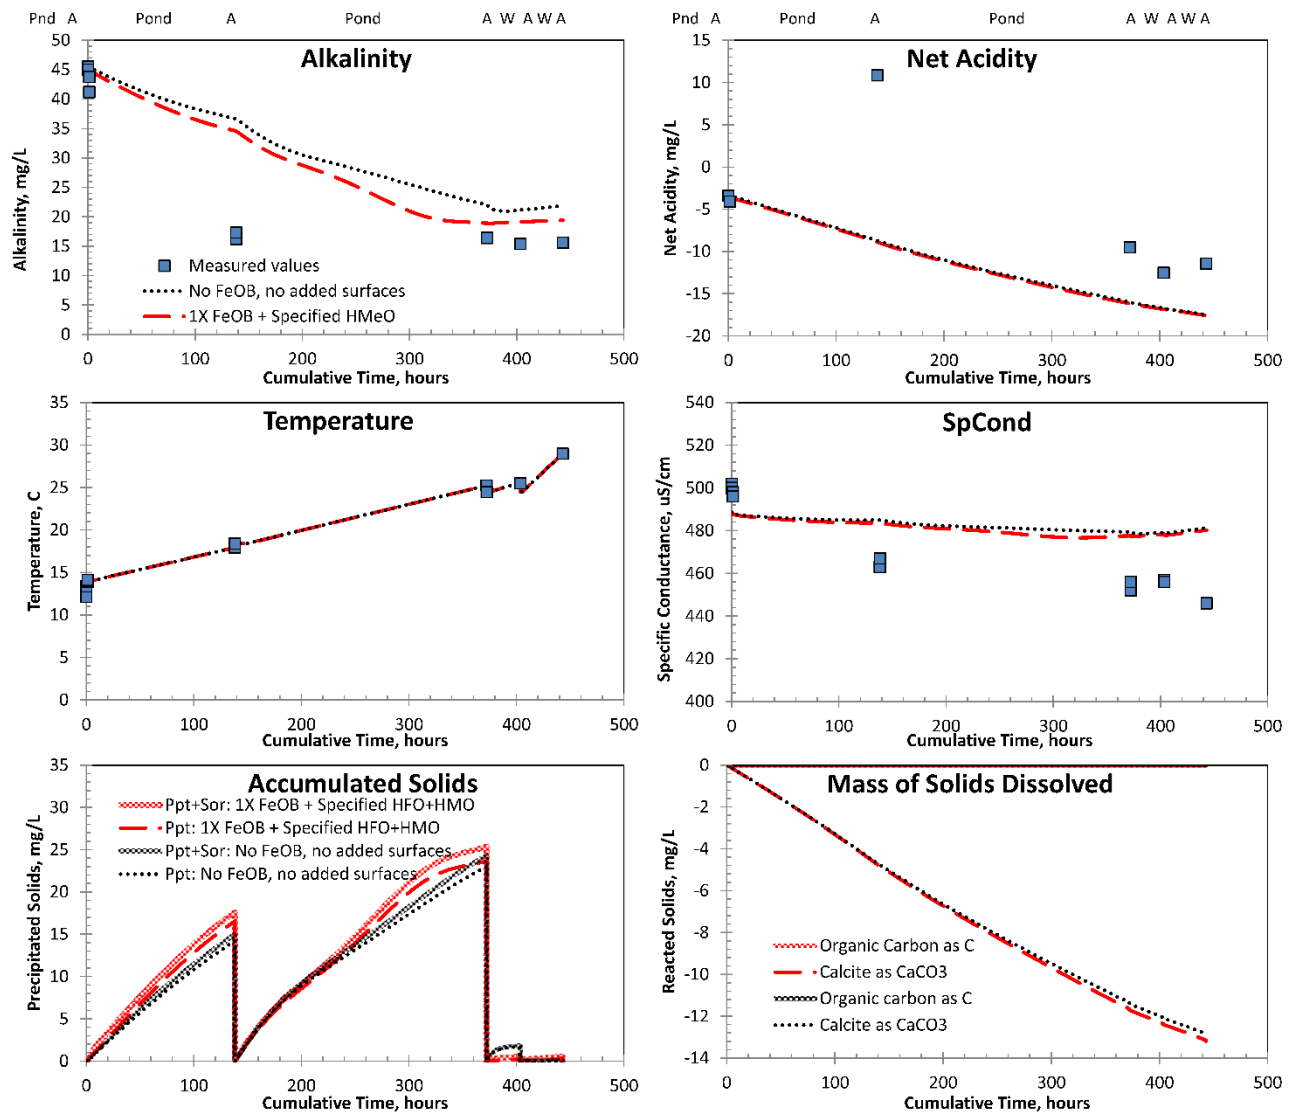 Pnd A Pond A Pond A W A W A
Pnd A Pond A Pond A W A W A
Alkalinity
Alkalinity, mg/L
50
45
40
35
30
25
20
15
10
5
0
Measured values
No FeOB, no added surfaces
1X FeOB + Specified HMeO
0 100 200 300 400 500
Cumulative Time, hours
Net Acidity
Net Acidity, mg/L
15
10
5
0
-5
-10
-15
-20
0 100 200 300 400 500
Cumulative Time, hours
Temperature
Temperature, C
35
30
25
20
15
10
5
0
0 100 200 300 400 500
Cumulative Time, hours
SpCond
Specific Conductance, uS/cm
540
520
500
480
460
440
420
400
0 100 200 300 400 500
Cumulative Time, hours
Accumulated Solids
Precipitated Solids, mg/L
35
30
25
20
15
10
5
0
Ppt+Sor: 1X FeOB + Specified HFO+HMO
Ppt: 1X FeOB + Specified HFO+HMO
Ppt+Sor: No FeOB, no added surfaces
Ppt: No FeOB, no added surfaces
0 100 200 300 400 500
Cumulative Time, hours
Mass of Solids Dissolved
Reacted Solids, mg/L
0
-2
-4
-6
-8
-10
-12
-14
Organic Carbon as C
Calcite as CaCO3
Organic carbon as C
Calcite as CaCO3
0 100 200 300 400 500
Cumulative Time, hours